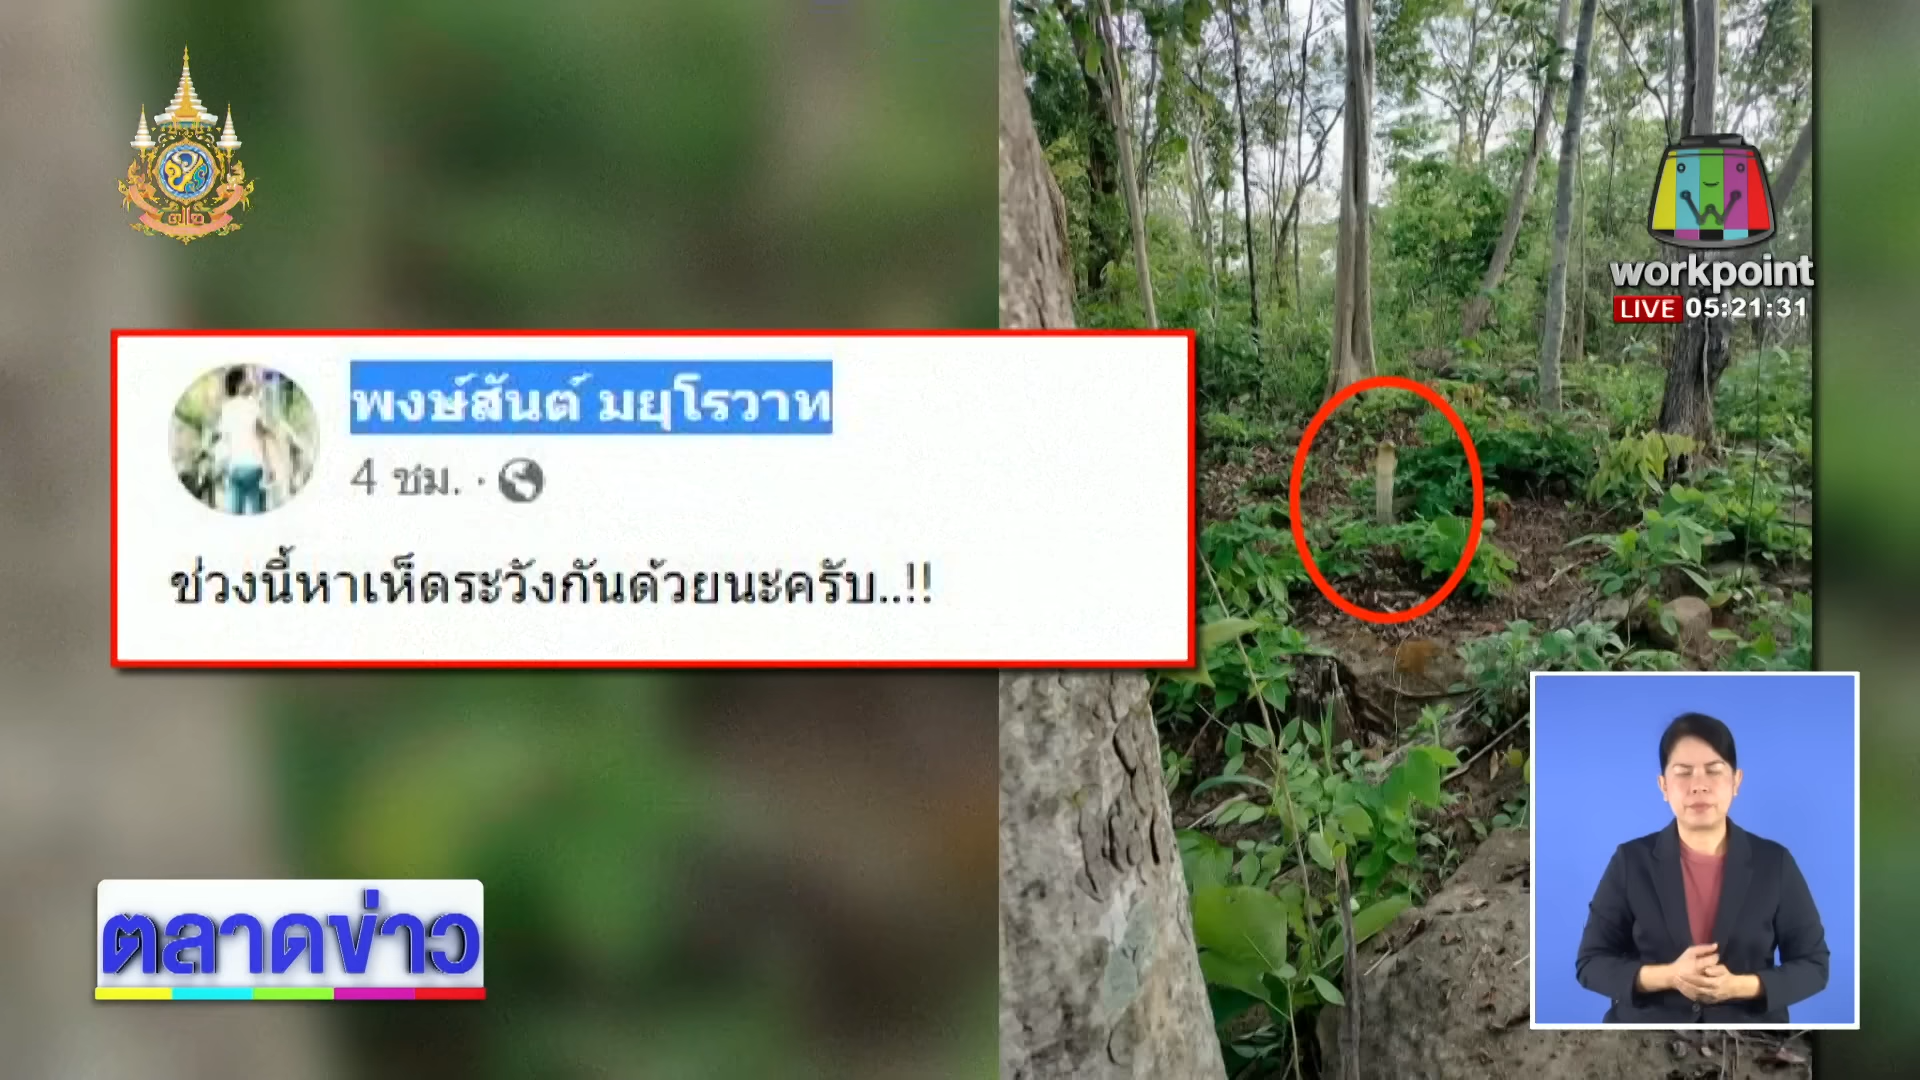 workpoint
LIVE 05:21:31
พงษ์สันต์ มยุโรวาท
4 ชม.
ช่วงนี้หาเห็ดระวังกันด้วยนะครับ..!!
ตลาดข่าว